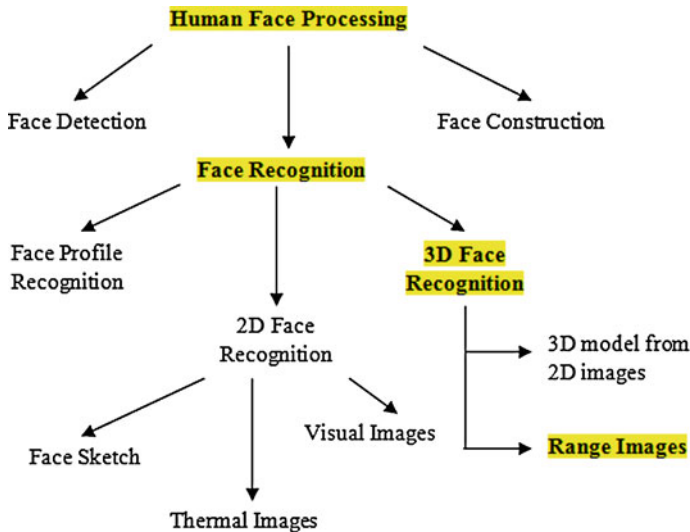 Human Face Processing
Face Detection
Face Construction
Face Recognition
Face Profile
Recognition
3D Face
Recognition
2D Face
Recognition
3D model from
2D images
Visual Images
Range Images
Face Sketch
Thermal Images